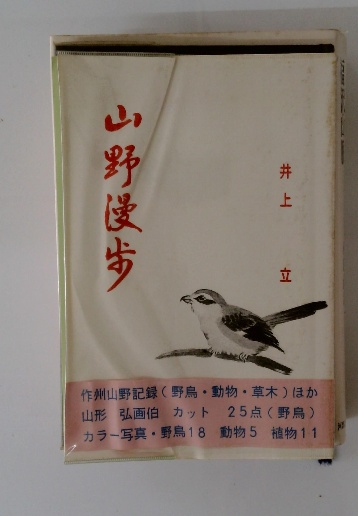 山野漫歩
井上 立
作州山野記録(野鳥・動物・草木)ほか
山形 弘画伯 カット 25点(野鳥)
カラー写真・野鳥18 動物5 植物11